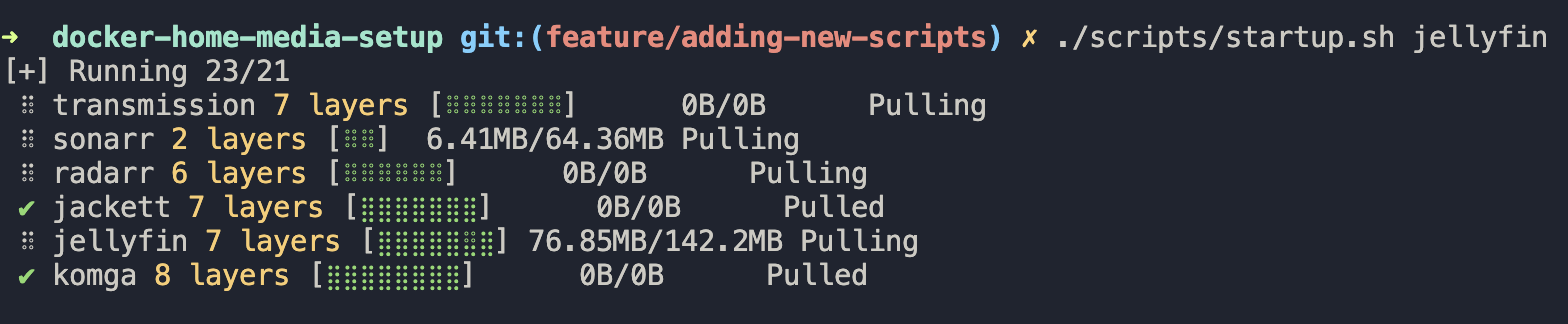 ➜ docker-home-media-setup git:(feature/adding-new-scripts) ✗ ./scripts/startup.sh jellyfin
[+] Running 23/21
⠿ transmission 7 layers [⣀⣀⣀⣀⣀⣀⣀] 0B/0B Pulling
⠿ sonarr 2 layers [⣀⣀] 6.41MB/64.36MB Pulling
⠿ radarr 6 layers [⣀⣀⣀⣀⣀⣀] 0B/0B Pulling
✔ jackett 7 layers [⣿⣿⣿⣿⣿⣿⣿] 0B/0B Pulled
⠿ jellyfin 7 layers [⣿⣿⣿⣿⣿⣀⣿] 76.85MB/142.2MB Pulling
✔ komga 8 layers [⣿⣿⣿⣿⣿⣿⣿⣿] 0B/0B Pulled